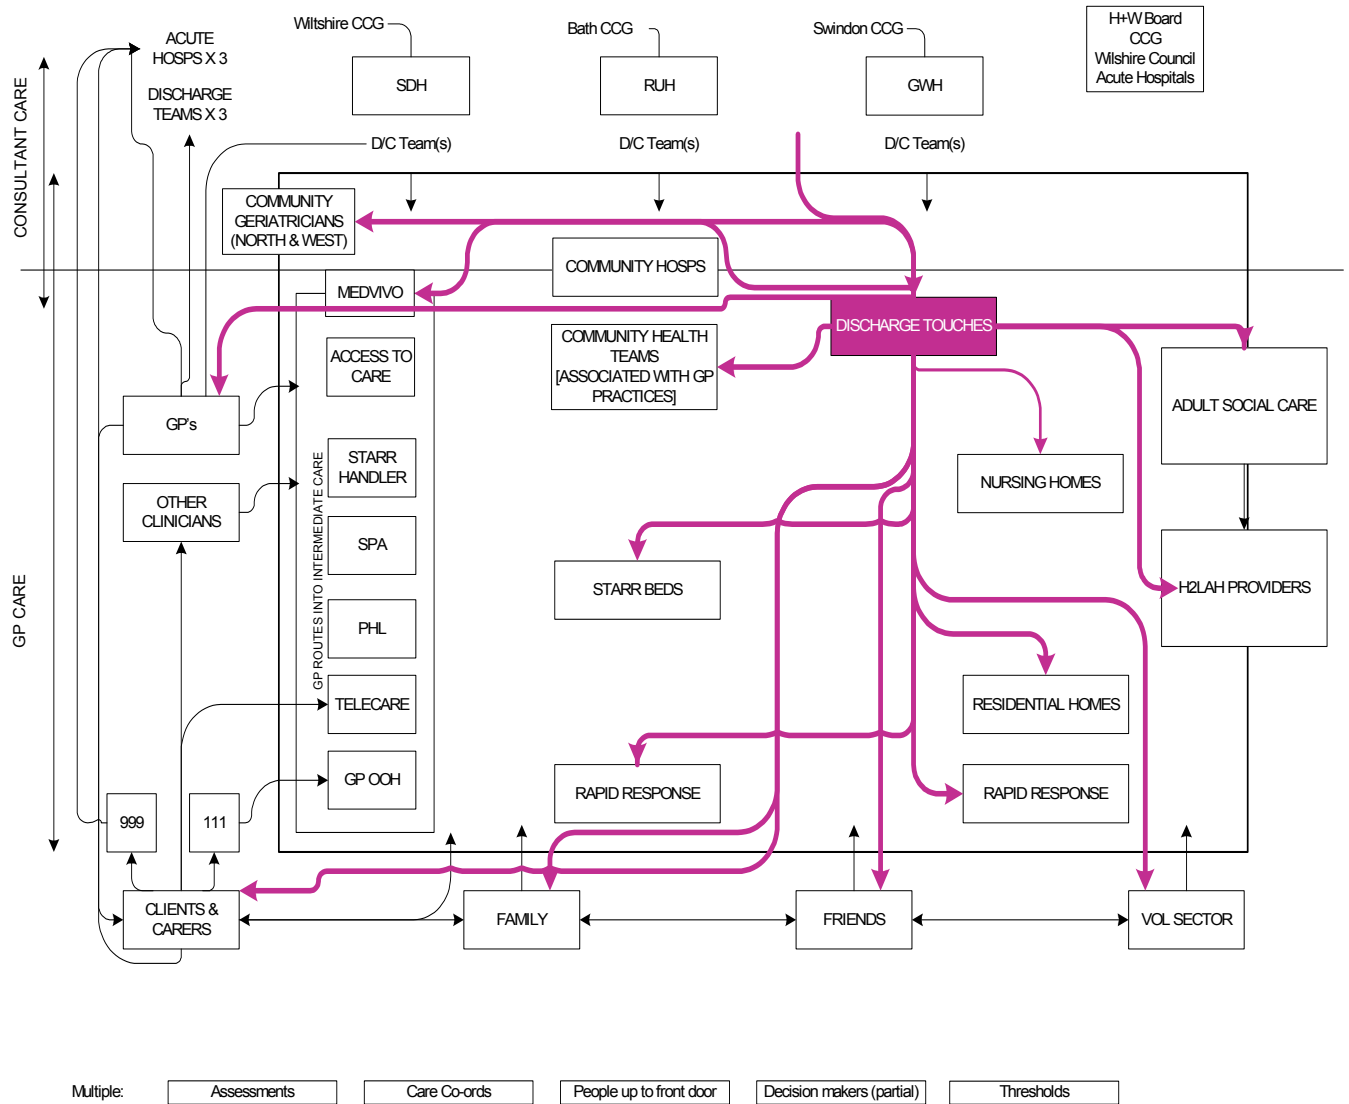 Wiltshire CCG
Bath CCG
Swindon CCG
H+W Board
CCG
Wilshire Council
Acute Hospitals
ACUTE
HOSPS X 3
DISCHARGE
TEAMS X 3
SDH
RUH
GWH
D/C Team(s)
D/C Team(s)
D/C Team(s)
CONSULTANT CARE
GP CARE
COMMUNITY
GERIATRICIANS
(NORTH & WEST)
COMMUNITY HOSPS
MEDVIVO
DISCHARGE TOUCHES
COMMUNITY HEALTH
TEAMS
[ASSOCIATED WITH GP
PRACTICES]
ACCESS TO
CARE
ADULT SOCIAL CARE
GP's
STARR
HANDLER
NURSING HOMES
OTHER
CLINICIANS
GP ROUTES INTO INTERMEDIATE CARE
SPA
STARR BEDS
H2LAH PROVIDERS
PHL
TELECARE
RESIDENTIAL HOMES
GP OOH
RAPID RESPONSE
RAPID RESPONSE
999
111
CLIENTS &
CARERS
FAMILY
FRIENDS
VOL SECTOR
Multiple:
Assessments
Care Co-ords
People up to front door
Decision makers (partial)
Thresholds